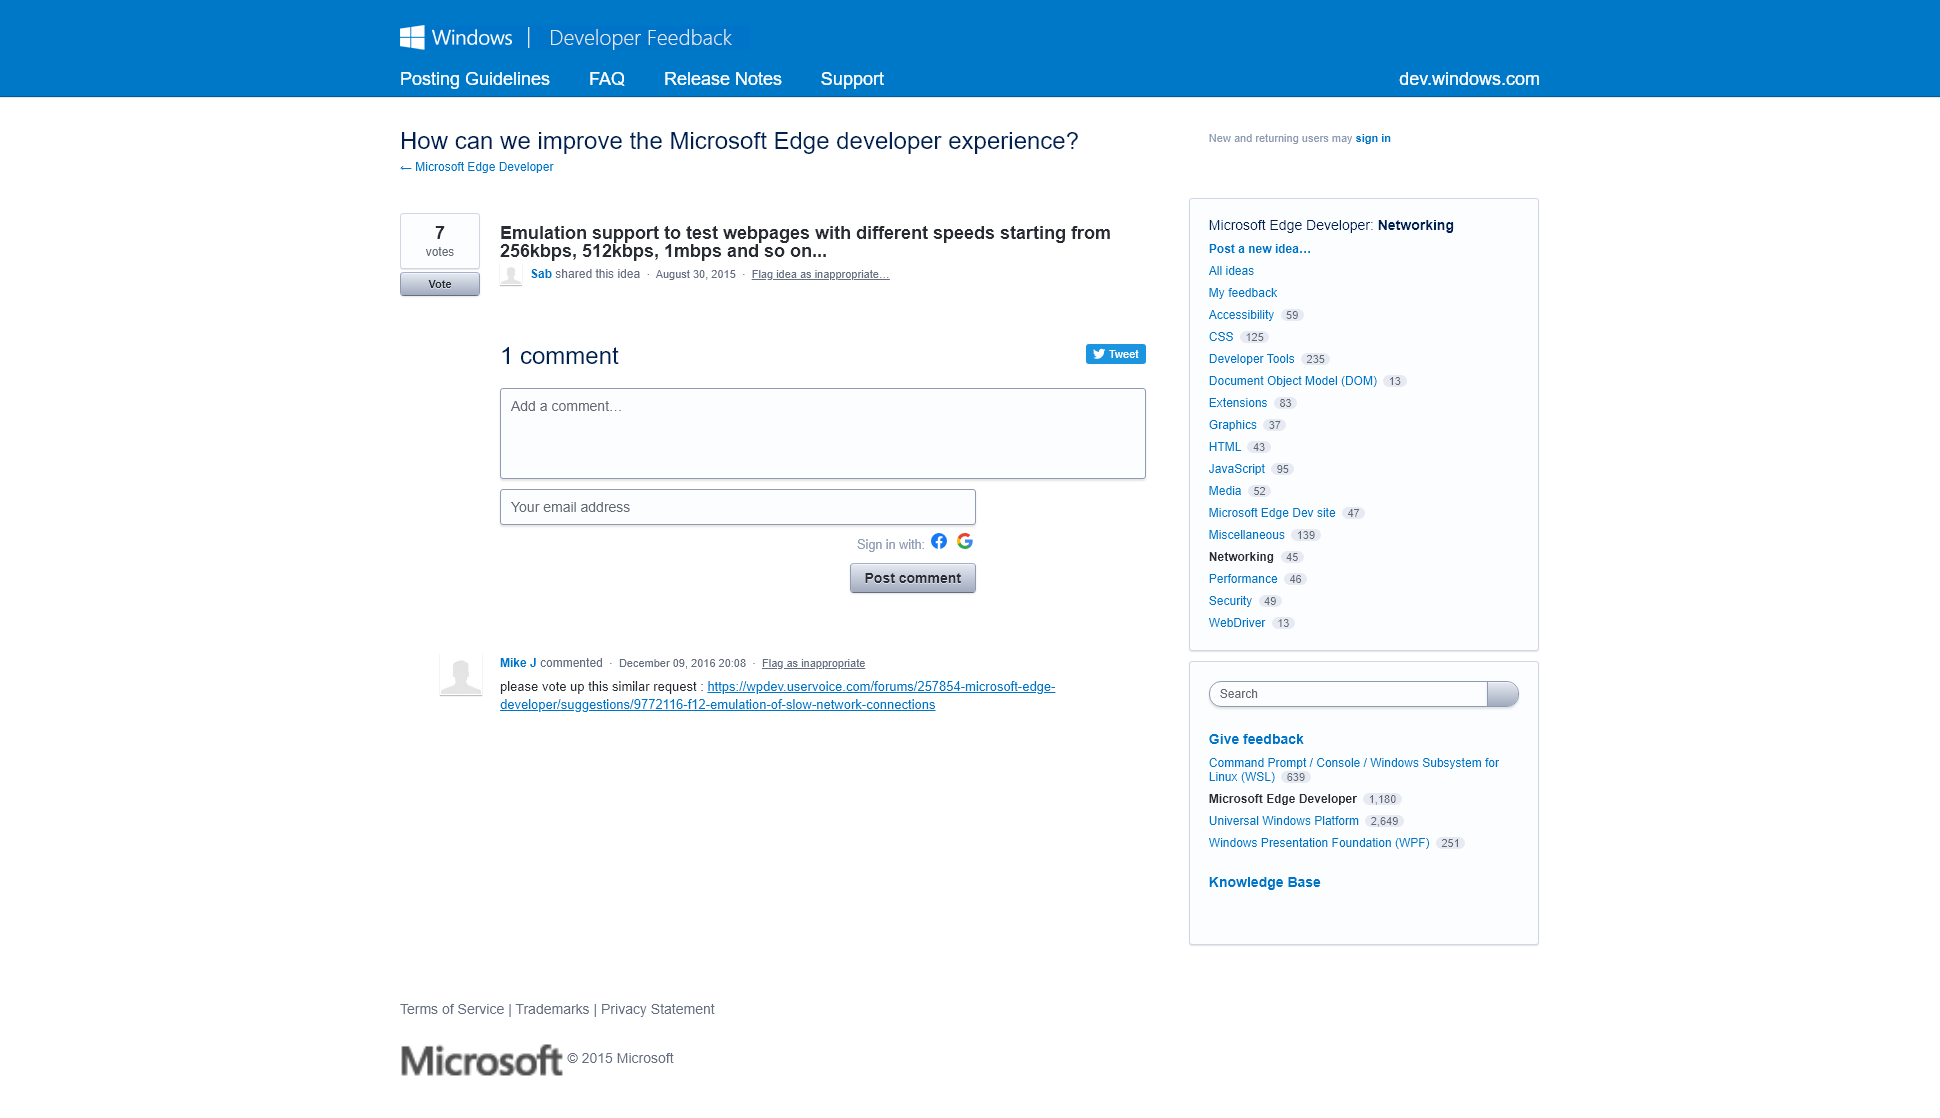 Windows | Developer Feedback
Posting Guidelines FAQ Release Notes Support dev.windows.com
How can we improve the Microsoft Edge developer experience?
← Microsoft Edge Developer
New and returning users may sign in
7
votes
Vote
Emulation support to test webpages with different speeds starting from
256kbps, 512kbps, 1mbps and so on...
Sab shared this idea · August 30, 2015 · Flag idea as inappropriate…
1 comment
Tweet
Add a comment…
Your email address
Sign in with:
Post comment
Mike J commented · December 09, 2016 20:08 · Flag as inappropriate
please vote up this similar request : https://wpdev.uservoice.com/forums/257854-microsoft-edge-
developer/suggestions/9772116-f12-emulation-of-slow-network-connections
Microsoft Edge Developer: Networking
Post a new idea…
All ideas
My feedback
Accessibility 59
CSS 125
Developer Tools 235
Document Object Model (DOM) 13
Extensions 83
Graphics 37
HTML 43
JavaScript 95
Media 52
Microsoft Edge Dev site 47
Miscellaneous 139
Networking 45
Performance 46
Security 49
WebDriver 13
Search
Give feedback
Command Prompt / Console / Windows Subsystem for
Linux (WSL) 639
Microsoft Edge Developer 1,180
Universal Windows Platform 2,649
Windows Presentation Foundation (WPF) 251
Knowledge Base
Terms of Service | Trademarks | Privacy Statement
Microsoft © 2015 Microsoft